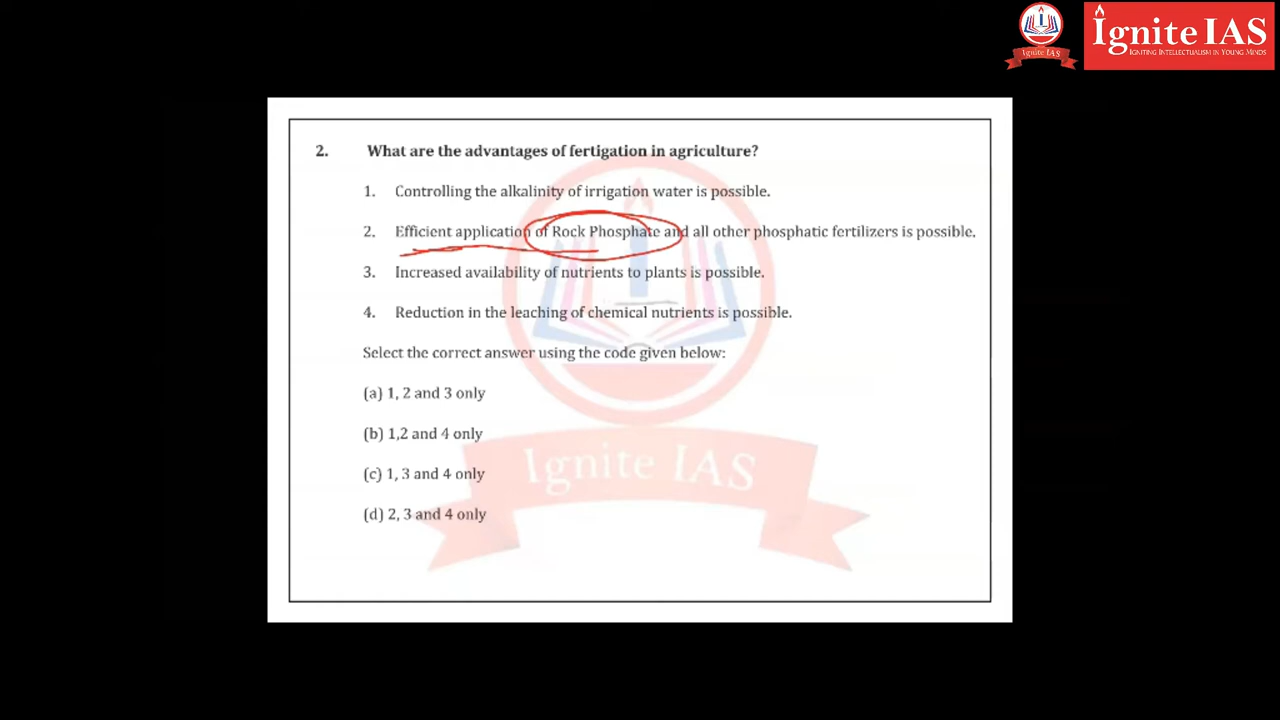 Ignite IAS
Ignite IAS
IGNITING INTELLECTUALISM IN YOUNG MINDS
2. What are the advantages of fertigation in agriculture?
1. Controlling the alkalinity of irrigation water is possible.
2. Efficient application of Rock Phosphate and all other phosphatic fertilizers is possible.
3. Increased availability of nutrients to plants is possible.
4. Reduction in the leaching of chemical nutrients is possible.
Select the correct answer using the code given below:
(a) 1, 2 and 3 only
(b) 1,2 and 4 only
(c) 1, 3 and 4 only
(d) 2, 3 and 4 only
Ignite IAS